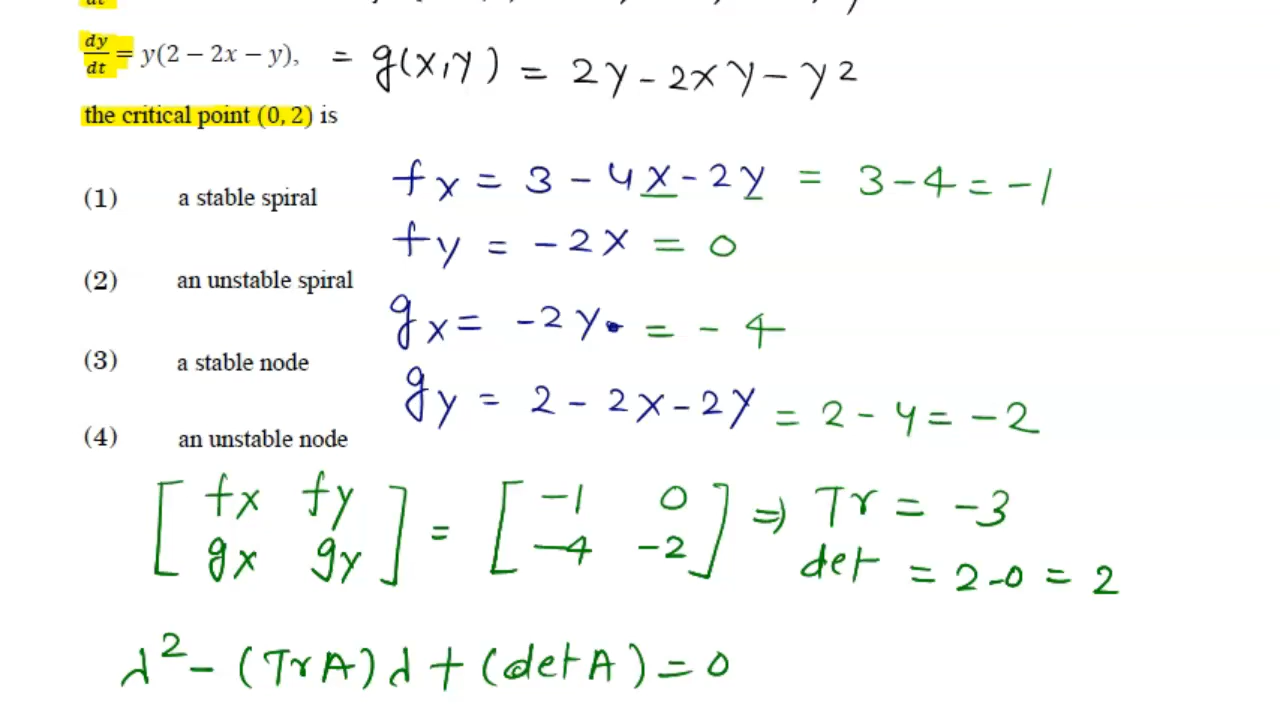 dt
dy/dt = y(2 − 2x − y), = g(x,y) = 2y - 2xy - y²
the critical point (0, 2) is
fx = 3 - 4x - 2y = 3 - 4 = -1
(1) a stable spiral
fy = -2x = 0
(2) an unstable spiral
gx = -2y. = -4
(3) a stable node
gy = 2 - 2x - 2y = 2 - 4 = -2
(4) an unstable node
[ fx fy ] = [ -1 0 ] => Tr = -3
[ gx gy ] [ -4 -2 ] det = 2-0 = 2
λ² - (TrA)λ + (detA) = 0